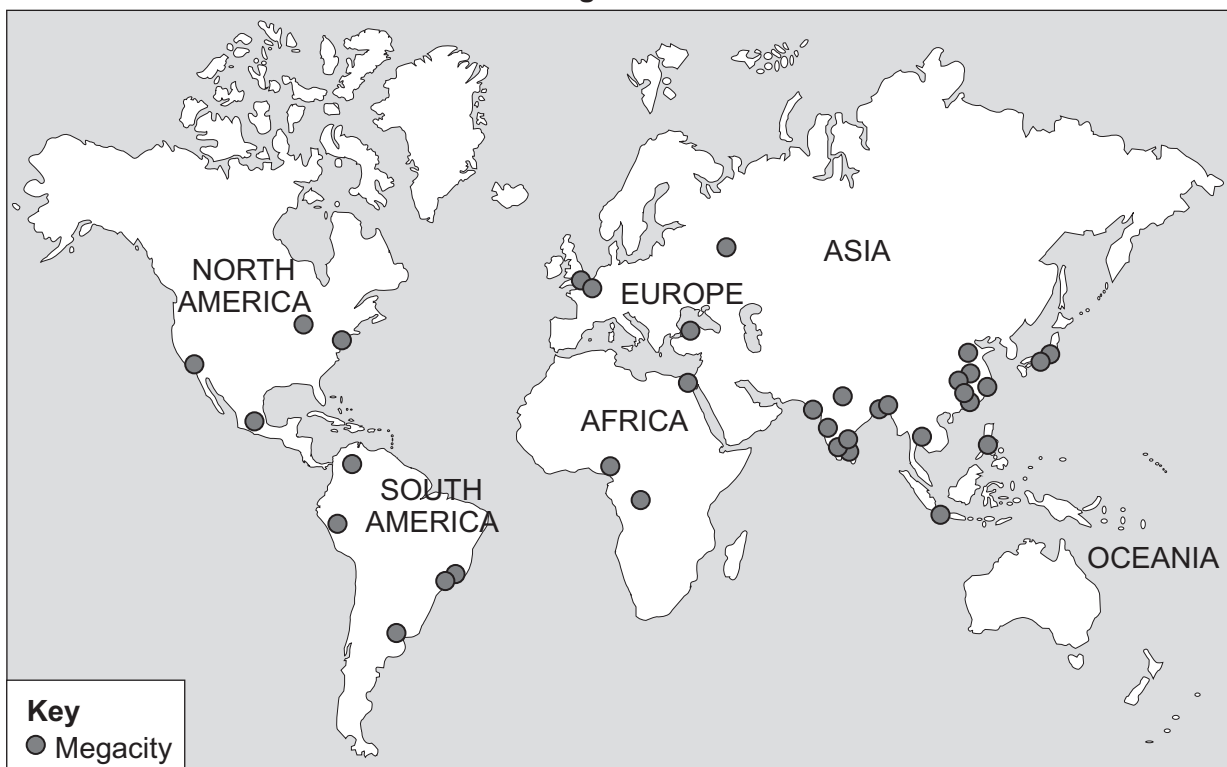 NORTH
AMERICA
EUROPE
ASIA
AFRICA
SOUTH
AMERICA
OCEANIA
Key
Megacity